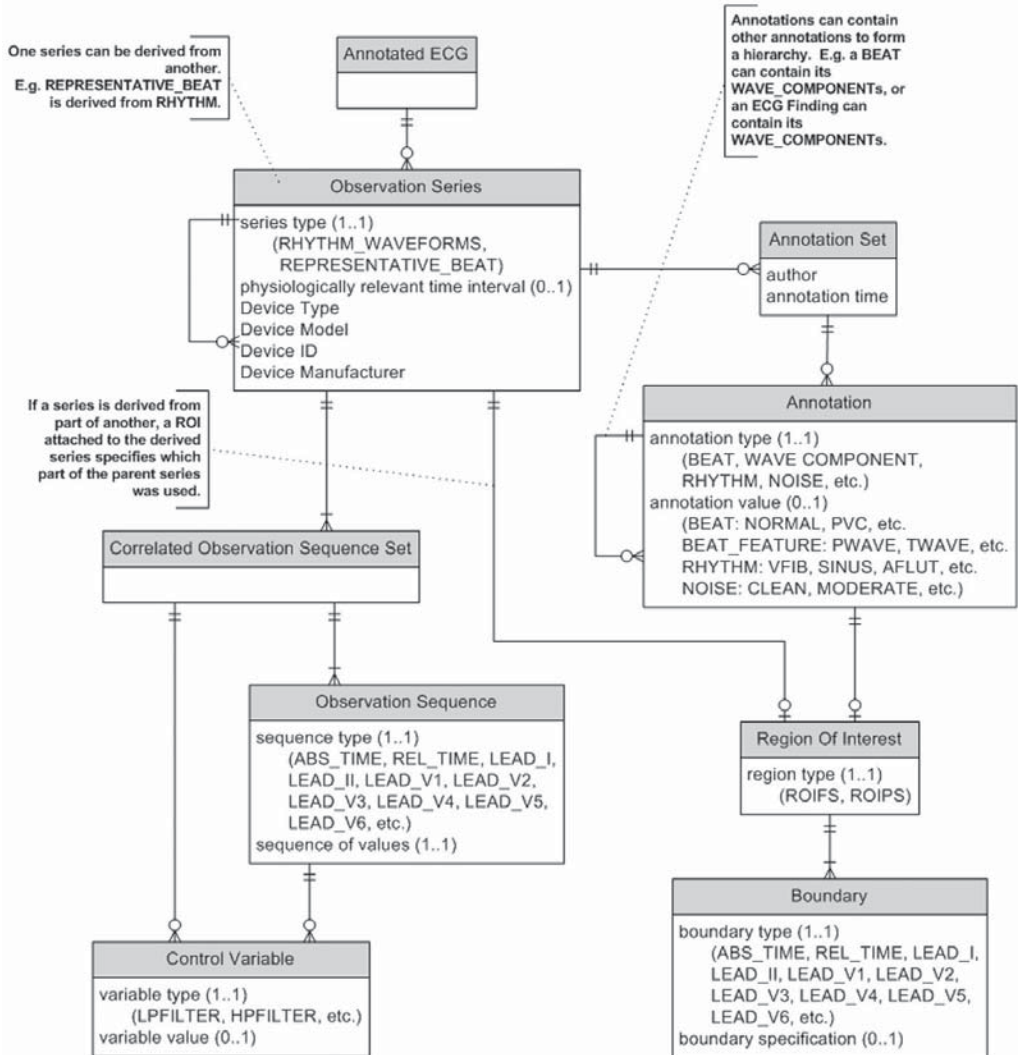 One series can be derived from
another.
E.g. REPRESENTATIVE_BEAT
is derived from RHYTHM.
Annotated ECG
Annotations can contain
other annotations to form
a hierarchy. E.g. a BEAT
can contain its
WAVE_COMPONENTs, or
an ECG Finding can
contain its
WAVE_COMPONENTs.
Observation Series
series type (1..1)
(RHYTHM_WAVEFORMS,
REPRESENTATIVE_BEAT)
physiologically relevant time interval (0..1)
Device Type
Device Model
Device ID
Device Manufacturer
Annotation Set
author
annotation time
If a series is derived from
part of another, a ROI
attached to the derived
series specifies which
part of the parent series
was used.
Annotation
annotation type (1..1)
(BEAT, WAVE COMPONENT,
RHYTHM, NOISE, etc.)
annotation value (0..1)
(BEAT: NORMAL, PVC, etc.
BEAT_FEATURE: PWAVE, TWAVE, etc.
RHYTHM: VFIB, SINUS, AFLUT, etc.
NOISE: CLEAN, MODERATE, etc.)
Correlated Observation Sequence Set
Observation Sequence
sequence type (1..1)
(ABS_TIME, REL_TIME, LEAD_I,
LEAD_II, LEAD_V1, LEAD_V2,
LEAD_V3, LEAD_V4, LEAD_V5,
LEAD_V6, etc.)
sequence of values (1..1)
Region Of Interest
region type (1..1)
(ROIFS, ROIPS)
Control Variable
variable type (1..1)
(LPFILTER, HPFILTER, etc.)
variable value (0..1)
Boundary
boundary type (1..1)
(ABS_TIME, REL_TIME, LEAD_I,
LEAD_II, LEAD_V1, LEAD_V2,
LEAD_V3, LEAD_V4, LEAD_V5,
LEAD_V6, etc.)
boundary specification (0..1)